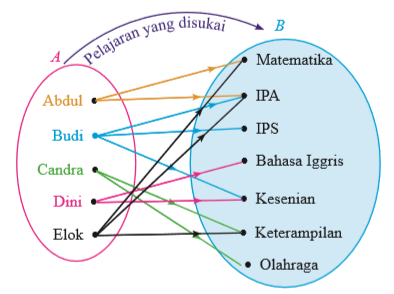 Pelajaran yang disukai
A
B
Abdul
Budi
Candra
Dini
Elok
Matematika
IPA
IPS
Bahasa Iggris
Kesenian
Keterampilan
Olahraga